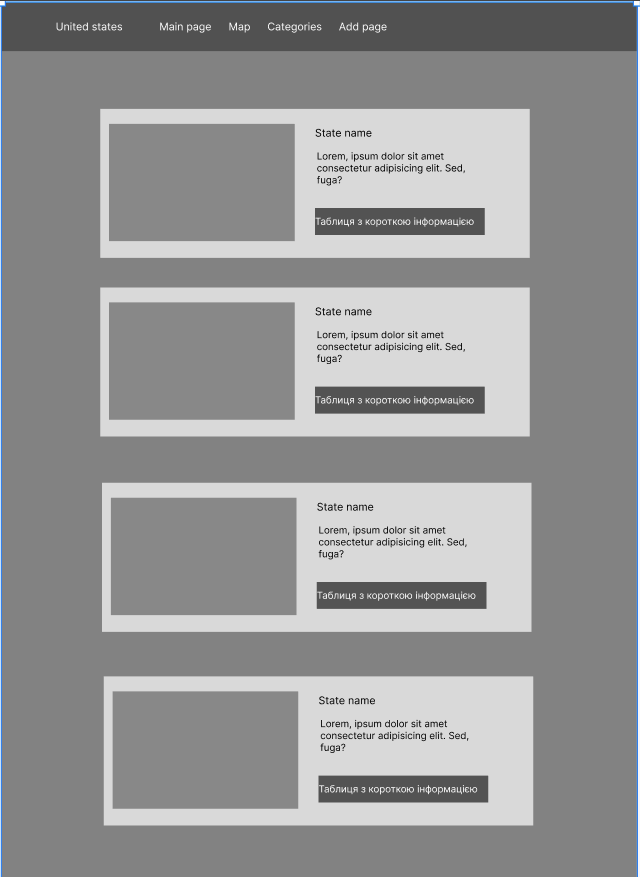 United states Main page Map Categories Add page
State name
Lorem, ipsum dolor sit amet
consectetur adipisicing elit. Sed,
fuga?
Таблиця з короткою інформацією
State name
Lorem, ipsum dolor sit amet
consectetur adipisicing elit. Sed,
fuga?
Таблиця з короткою інформацією
State name
Lorem, ipsum dolor sit amet
consectetur adipisicing elit. Sed,
fuga?
Таблиця з короткою інформацією
State name
Lorem, ipsum dolor sit amet
consectetur adipisicing elit. Sed,
fuga?
Таблиця з короткою інформацією